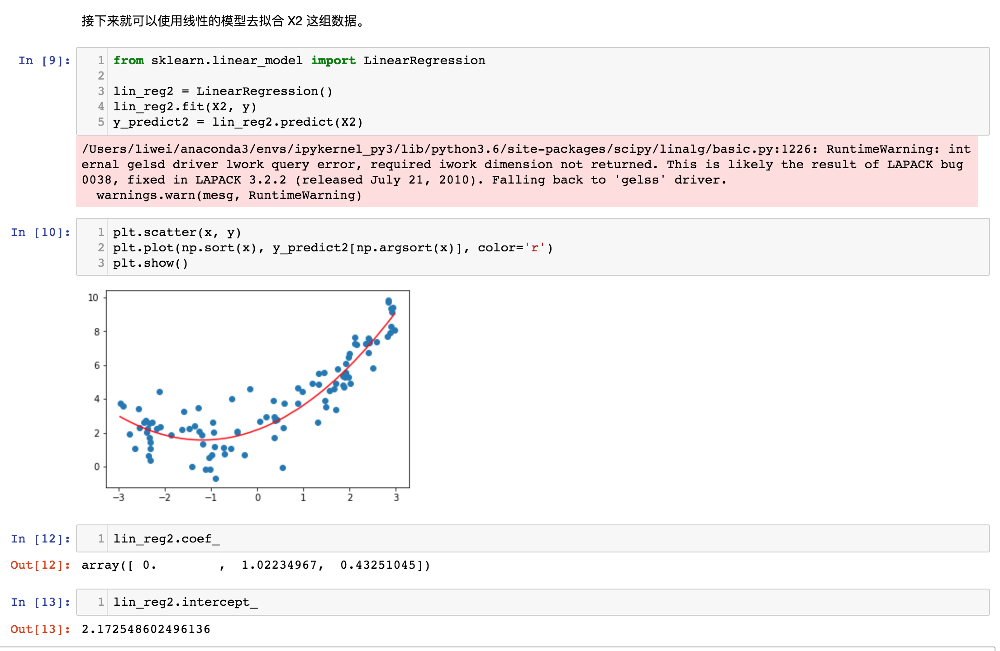 接下来就可以使用线性的模型去拟合 X2 这组数据。
In [9]:
1 from sklearn.linear_model import LinearRegression
2
3 lin_reg2 = LinearRegression()
4 lin_reg2.fit(X2, y)
5 y_predict2 = lin_reg2.predict(X2)
/Users/liwei/anaconda3/envs/ipykernel_py3/lib/python3.6/site-packages/scipy/linalg/basic.py:1226: RuntimeWarning: int
ernal gelsd driver lwork query error, required iwork dimension not returned. This is likely the result of LAPACK bug
0038, fixed in LAPACK 3.2.2 (released July 21, 2010). Falling back to 'gelss' driver.
  warnings.warn(mesg, RuntimeWarning)
In [10]:
1 plt.scatter(x, y)
2 plt.plot(np.sort(x), y_predict2[np.argsort(x)], color='r')
3 plt.show()
10
8
6
4
2
0
−3 −2 −1 0 1 2 3
In [12]:
1 lin_reg2.coef_
Out[12]: array([ 0.        ,  1.02234967,  0.43251045])
In [13]:
1 lin_reg2.intercept_
Out[13]: 2.172548602496136